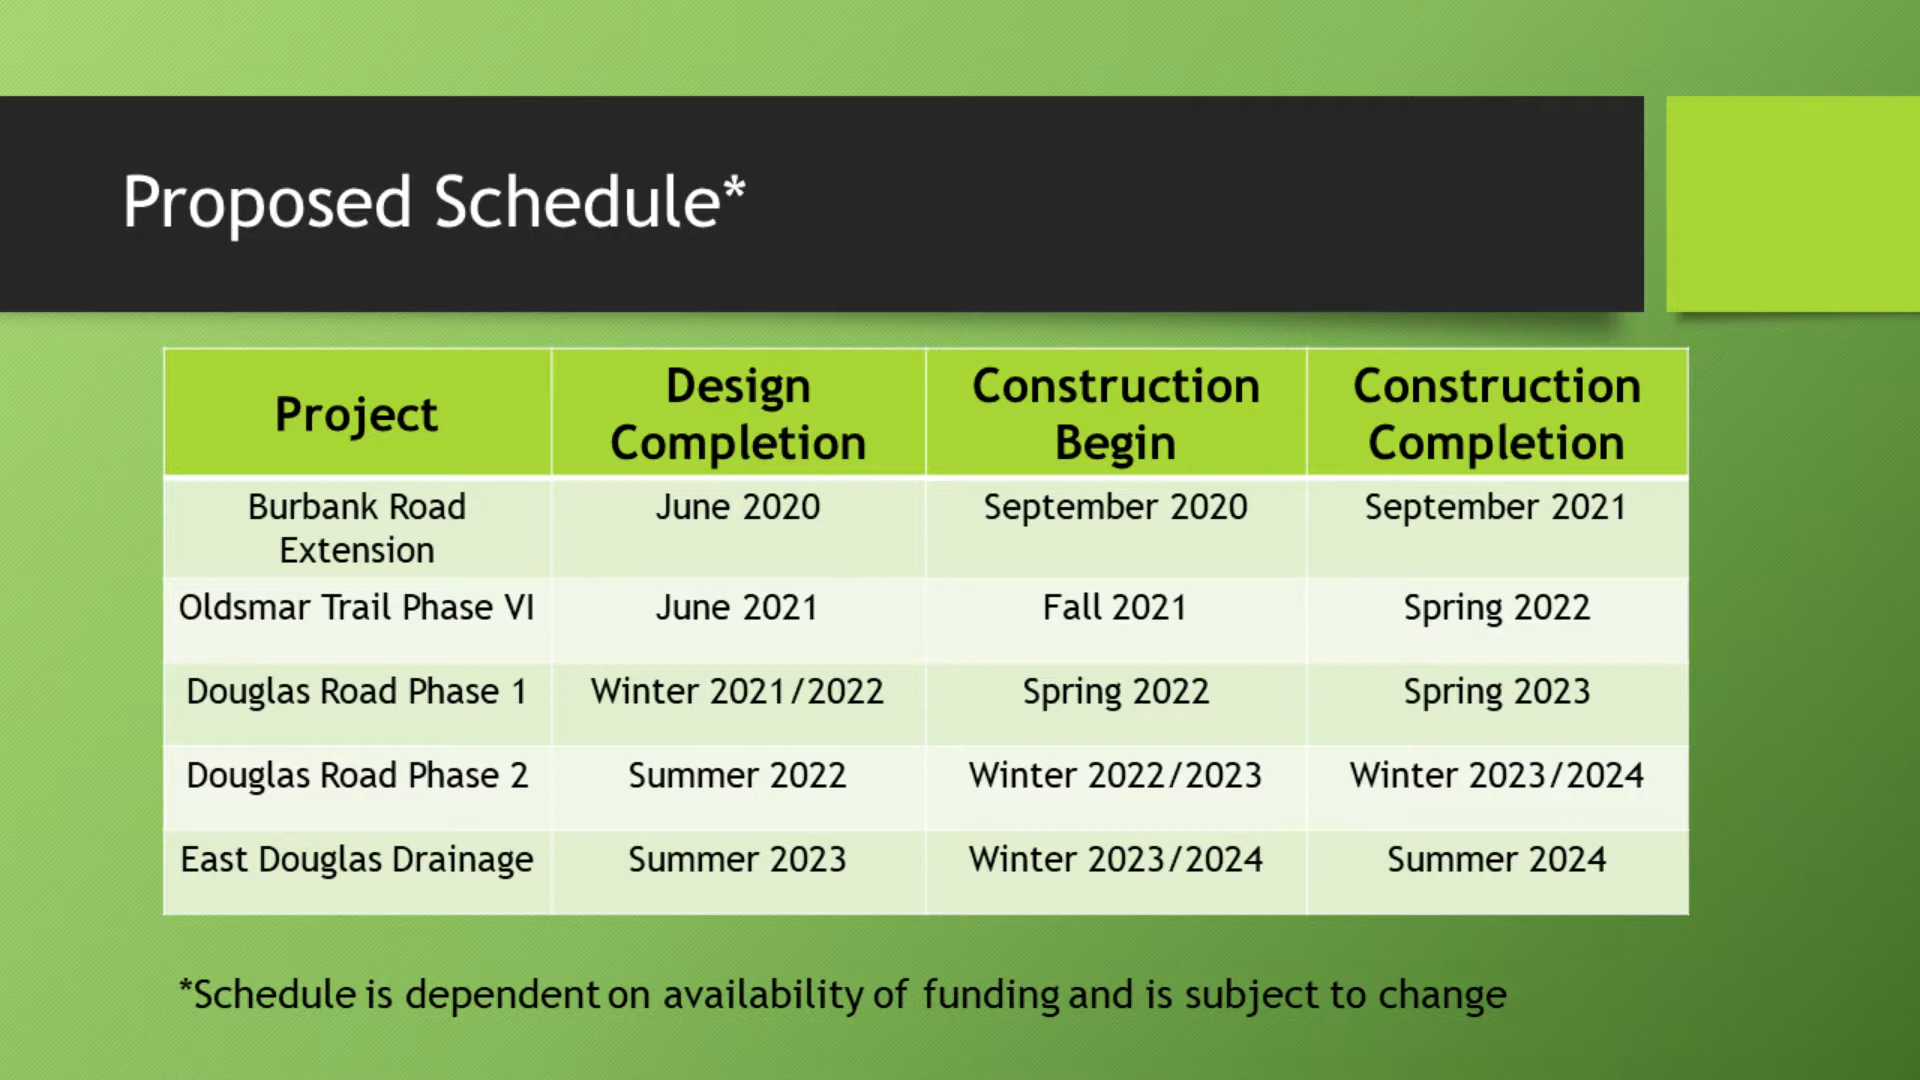 Proposed Schedule*
Project
Design
Completion
Construction
Begin
Construction
Completion
Burbank Road
Extension
June 2020
September 2020
September 2021
Oldsmar Trail Phase VI
June 2021
Fall 2021
Spring 2022
Douglas Road Phase 1
Winter 2021/2022
Spring 2022
Spring 2023
Douglas Road Phase 2
Summer 2022
Winter 2022/2023
Winter 2023/2024
East Douglas Drainage
Summer 2023
Winter 2023/2024
Summer 2024
*Schedule is dependent on availability of funding and is subject to change